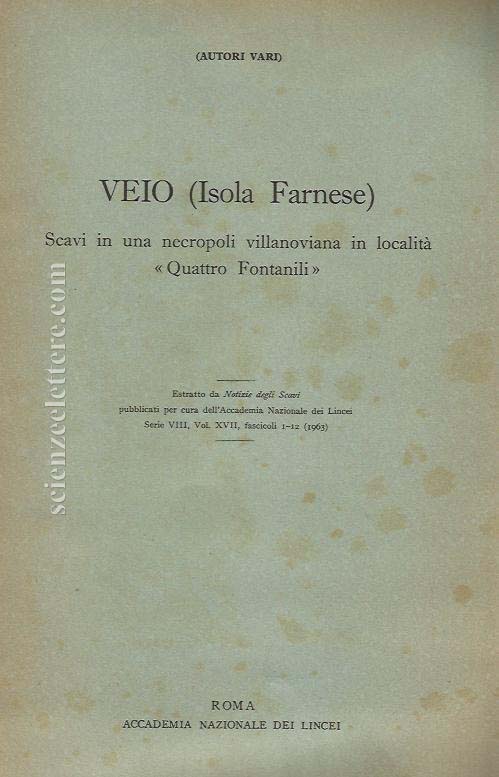 (AUTORI VARI)
VEIO (Isola Farnese)
Scavi in una necropoli villanoviana in località
« Quattro Fontanili »
Estratto da Notizie degli Scavi
pubblicati per cura dell'Accademia Nazionale dei Lincei
Serie VIII, Vol. XVII, fascicoli 1-12 (1963)
ROMA
ACCADEMIA NAZIONALE DEI LINCEI
scienzeelettere.com